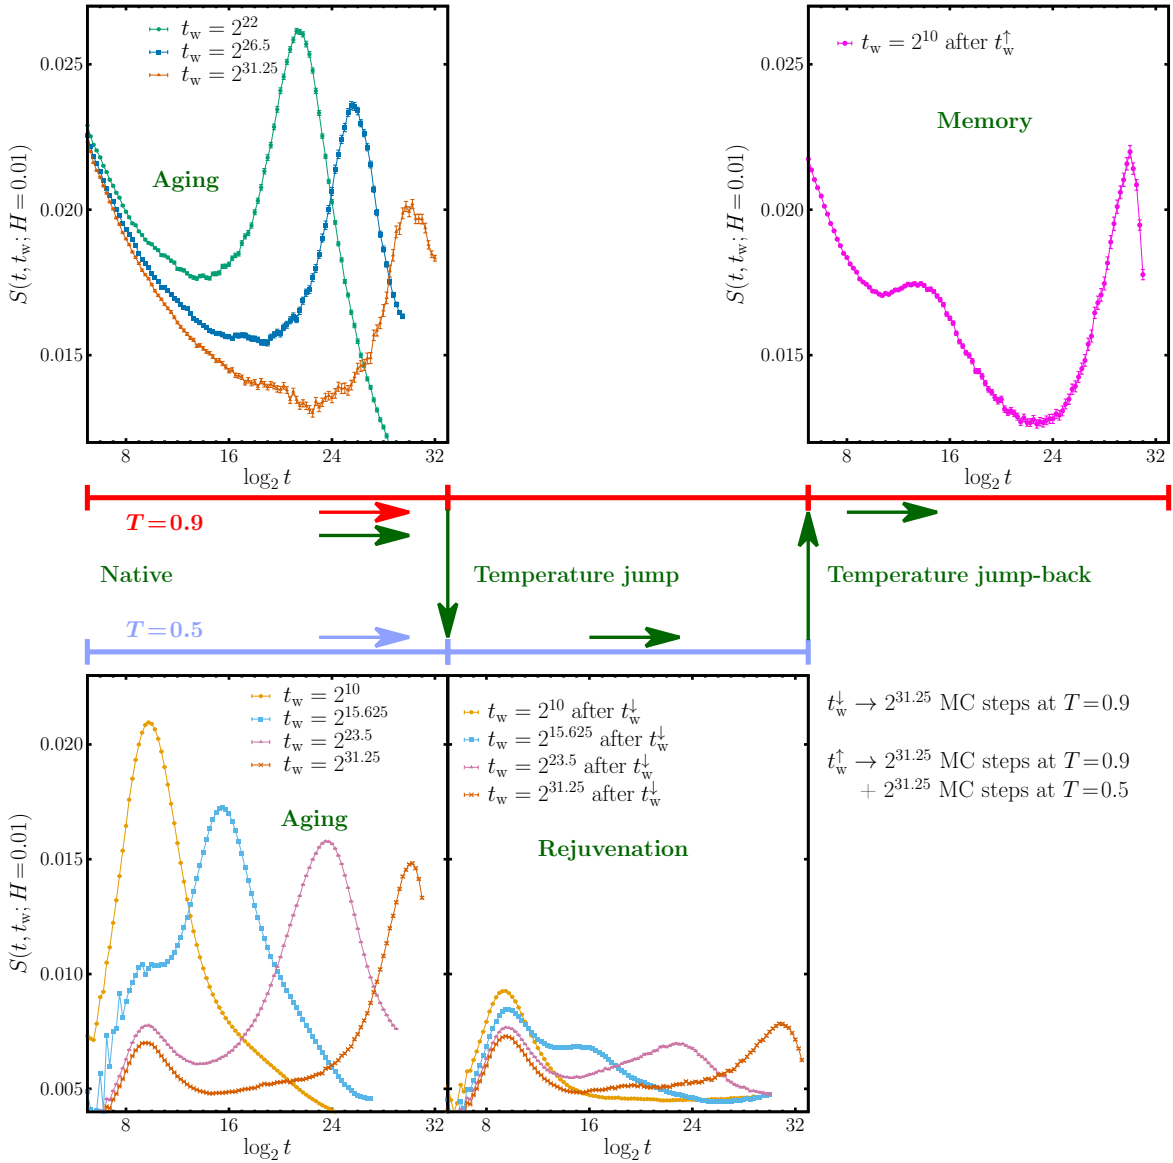 t_w = 2^22
t_w = 2^26.5
t_w = 2^31.25
Aging
0.025
0.020
0.015
S(t, t_w; H = 0.01)
8 16 24 32
log_2 t
t_w = 2^10 after t_w^↑
Memory
0.025
0.020
0.015
S(t, t_w; H = 0.01)
8 16 24 32
log_2 t
T = 0.9
Native
Temperature jump
Temperature jump-back
T = 0.5
t_w = 2^10
t_w = 2^15.625
t_w = 2^23.5
t_w = 2^31.25
Aging
0.020
0.015
0.010
0.005
S(t, t_w; H = 0.01)
8 16 24 32
log_2 t
t_w = 2^10 after t_w^↓
t_w = 2^15.625 after t_w^↓
t_w = 2^23.5 after t_w^↓
t_w = 2^31.25 after t_w^↓
Rejuvenation
8 16 24 32
log_2 t
t_w^↓ → 2^31.25 MC steps at T = 0.9
t_w^↑ → 2^31.25 MC steps at T = 0.9
+ 2^31.25 MC steps at T = 0.5